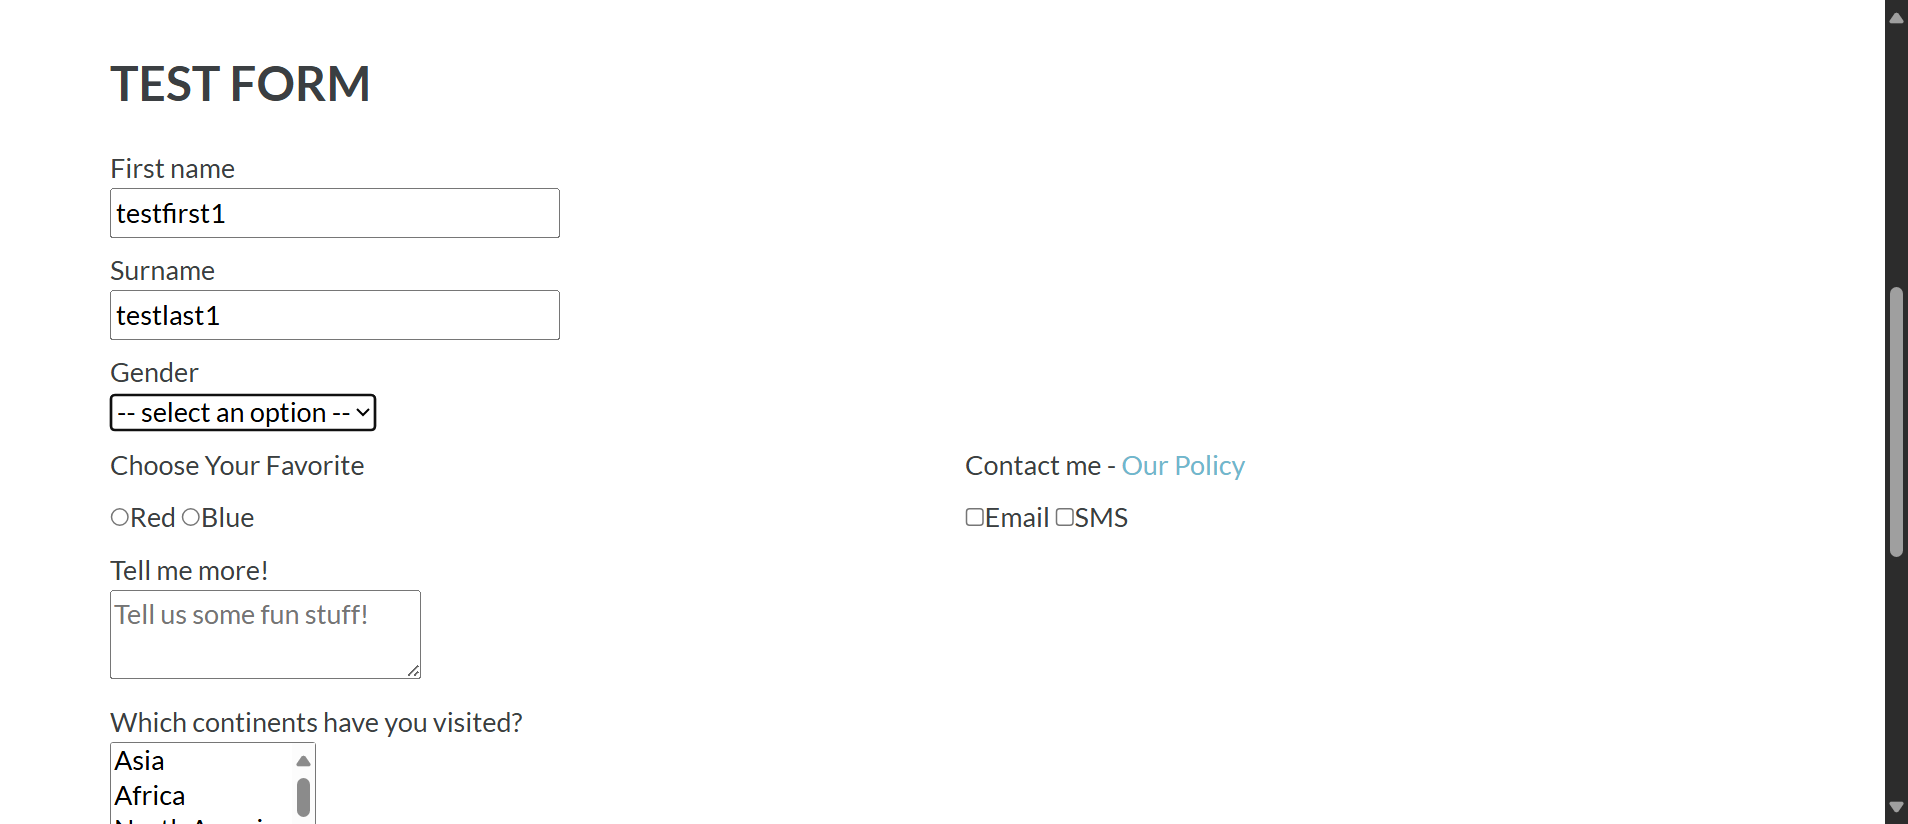 TEST FORM
First name
testfirst1
Surname
testlast1
Gender
-- select an option --
Choose Your Favorite
Red Blue
Contact me - Our Policy
Email SMS
Tell me more!
Tell us some fun stuff!
Which continents have you visited?
Asia
Africa